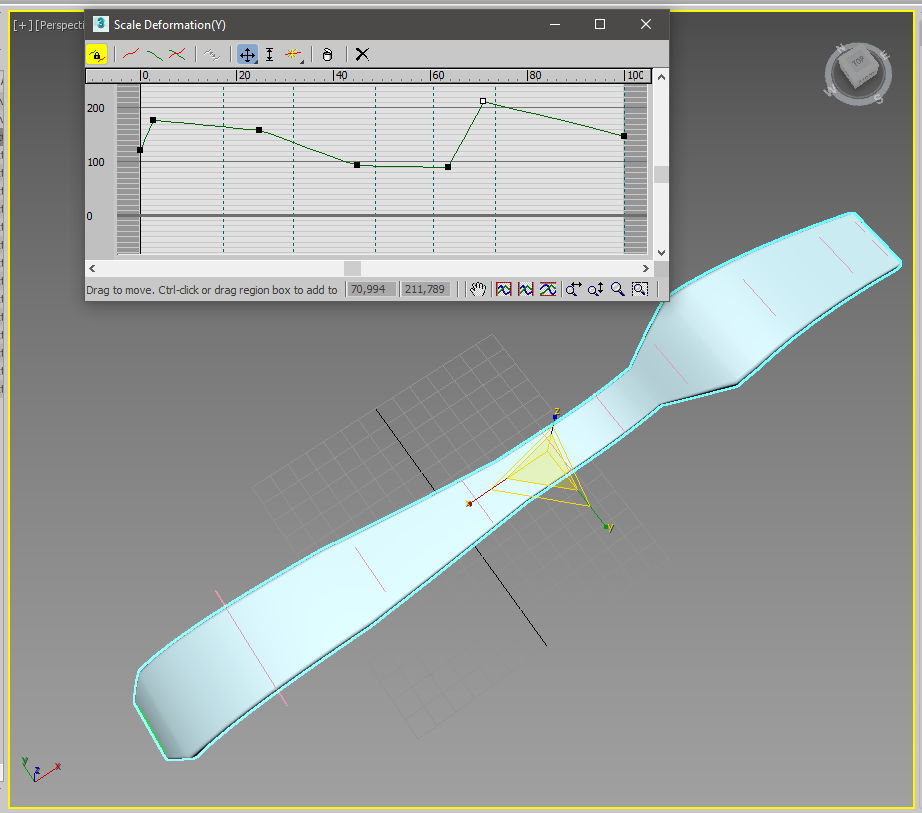 [+] [Perspecti
3 Scale Deformation(Y)
0 20 40 60 80 100
200
100
0
Drag to move. Ctrl-click or drag region box to add to 70,994 211,789
TOP
N
W
S
z
x
y
y
z
x